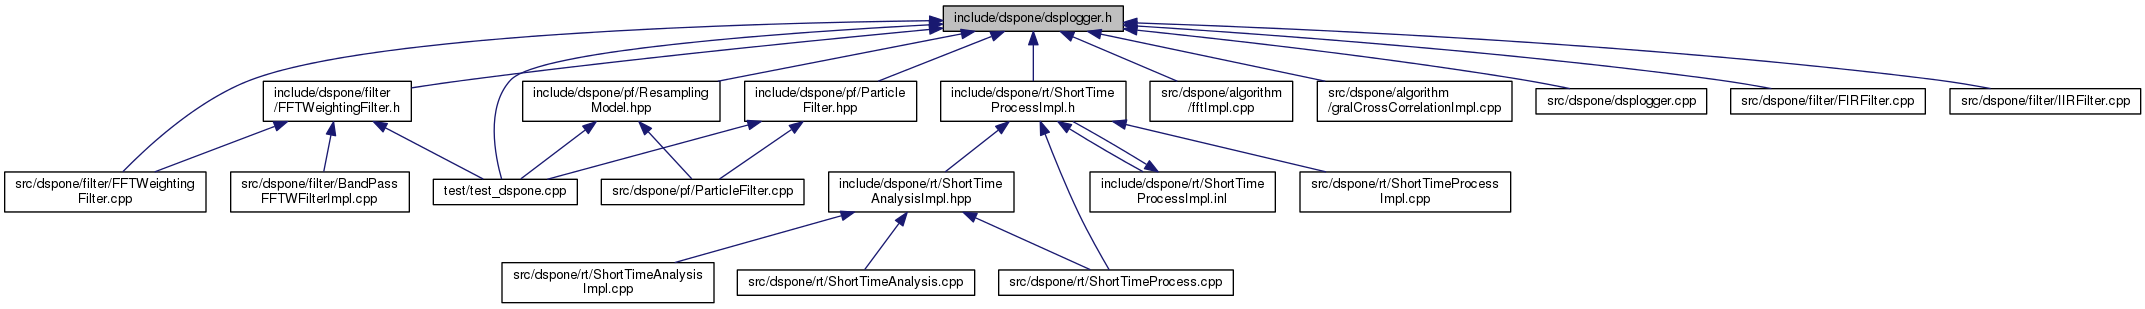 include/dspone/dsplogger.h
include/dspone/filter
/FFTWeightingFilter.h
include/dspone/pf/Resampling
Model.hpp
include/dspone/pf/Particle
Filter.hpp
include/dspone/rt/ShortTime
ProcessImpl.h
src/dspone/algorithm
/fftImpl.cpp
src/dspone/algorithm
/gralCrossCorrelationImpl.cpp
src/dspone/dsplogger.cpp
src/dspone/filter/FIRFilter.cpp
src/dspone/filter/IIRFilter.cpp
src/dspone/filter/FFTWeighting
Filter.cpp
src/dspone/filter/BandPass
FFTWFilterImpl.cpp
test/test_dspone.cpp
src/dspone/pf/ParticleFilter.cpp
include/dspone/rt/ShortTime
AnalysisImpl.hpp
include/dspone/rt/ShortTime
ProcessImpl.inl
src/dspone/rt/ShortTimeProcess
Impl.cpp
src/dspone/rt/ShortTimeAnalysis
Impl.cpp
src/dspone/rt/ShortTimeAnalysis.cpp
src/dspone/rt/ShortTimeProcess.cpp